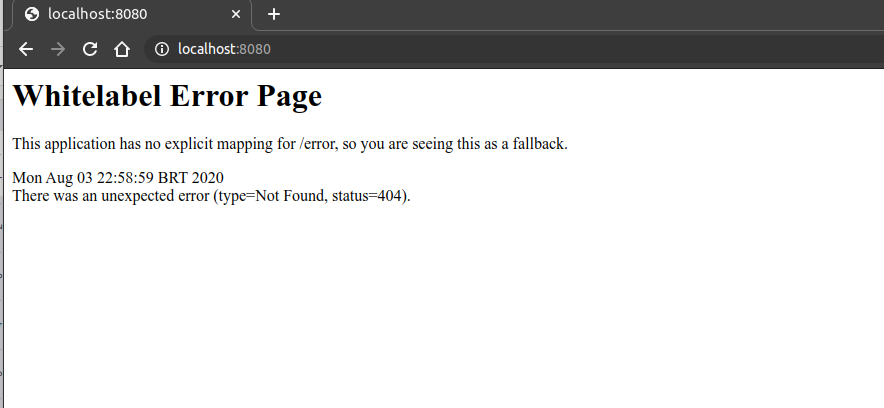 localhost:8080
localhost:8080
Whitelabel Error Page
This application has no explicit mapping for /error, so you are seeing this as a fallback.
Mon Aug 03 22:58:59 BRT 2020
There was an unexpected error (type=Not Found, status=404).